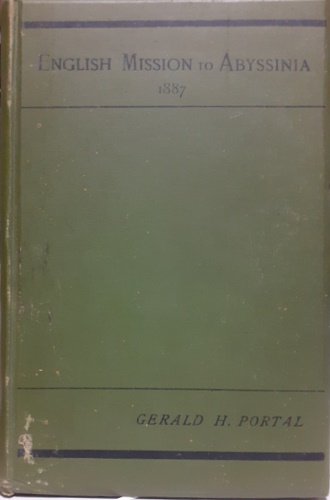 ENGLISH MISSION TO ABYSSINIA
1887
GERALD H. PORTAL